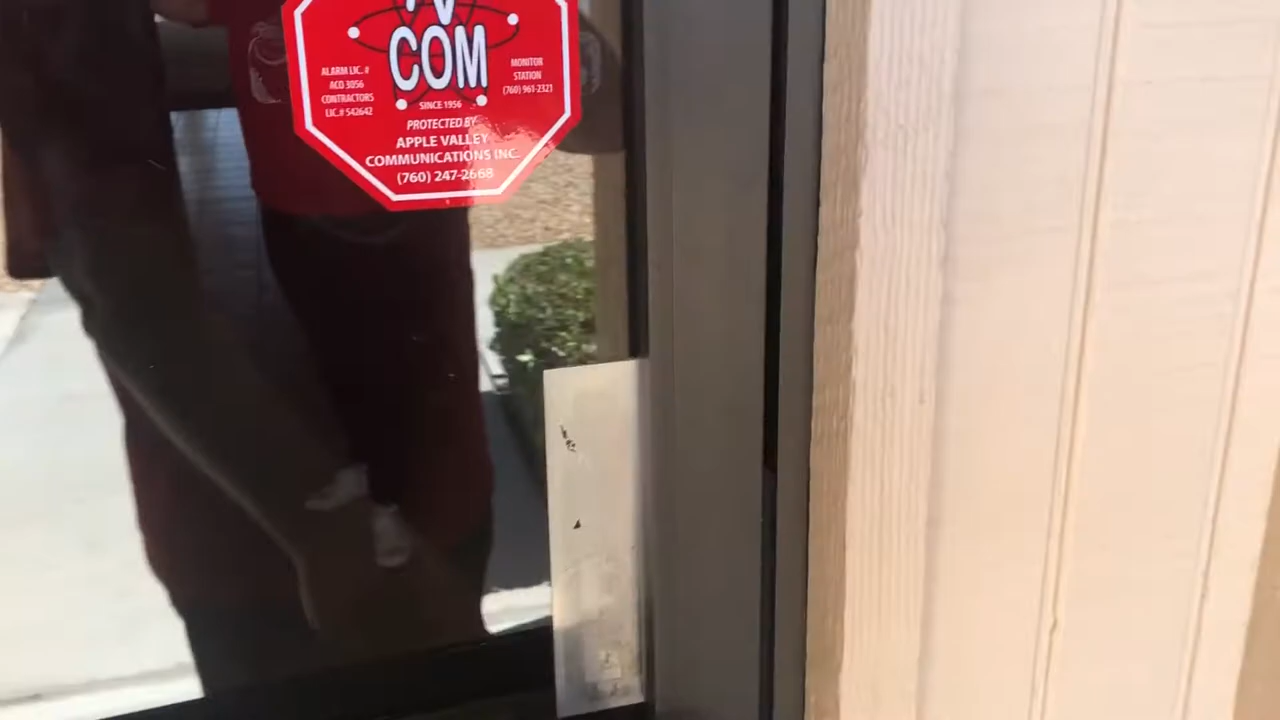 AV
COM
ALARM LIC. #
ACO 3056
CONTRACTORS
LIC.# 542642
MONITOR
STATION
(760) 961-2321
SINCE 1956
PROTECTED BY
APPLE VALLEY
COMMUNICATIONS INC.
(760) 247-2668